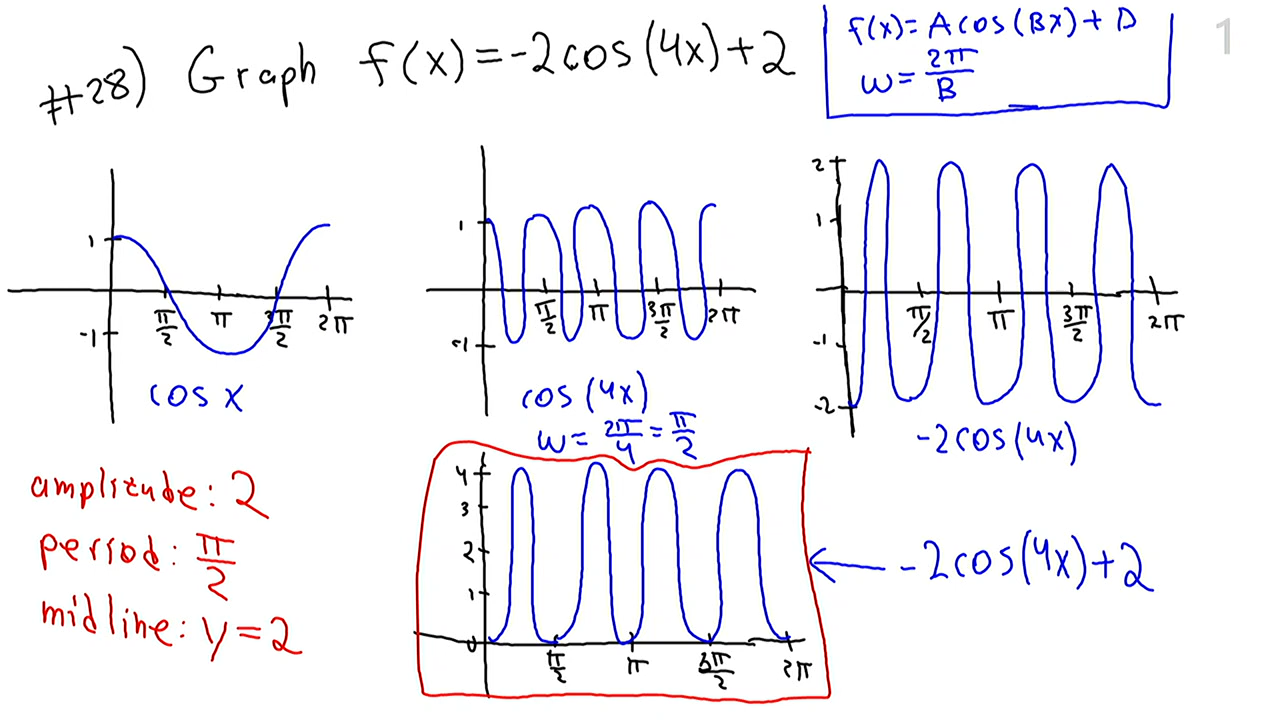 #28) Graph f(x)=-2cos(4x)+2
f(x)=Acos(Bx)+D
ω=2π/B
1
1
-1
π/2
π
3π/2
2π
cos x
1
-1
π/2
π
3π/2
2π
cos(4x)
ω=2π/4=π/2
2
1
-1
-2
π/2
π
3π/2
2π
-2cos(4x)
amplitude: 2
period: π/2
midline: y=2
4
3
2
1
0
π/2
π
3π/2
2π
-2cos(4x)+2